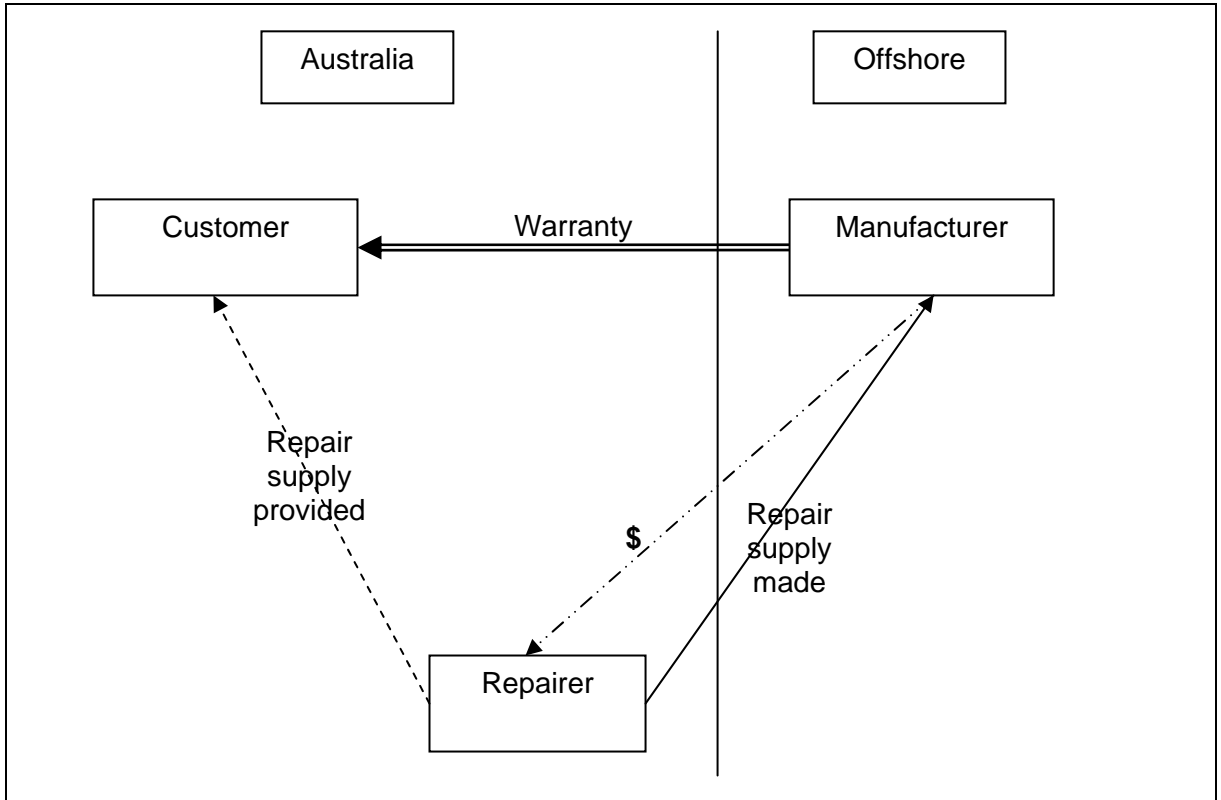 Australia
Offshore
Customer
Warranty
Manufacturer
Repair
supply
provided
$
Repair
supply
made
Repairer